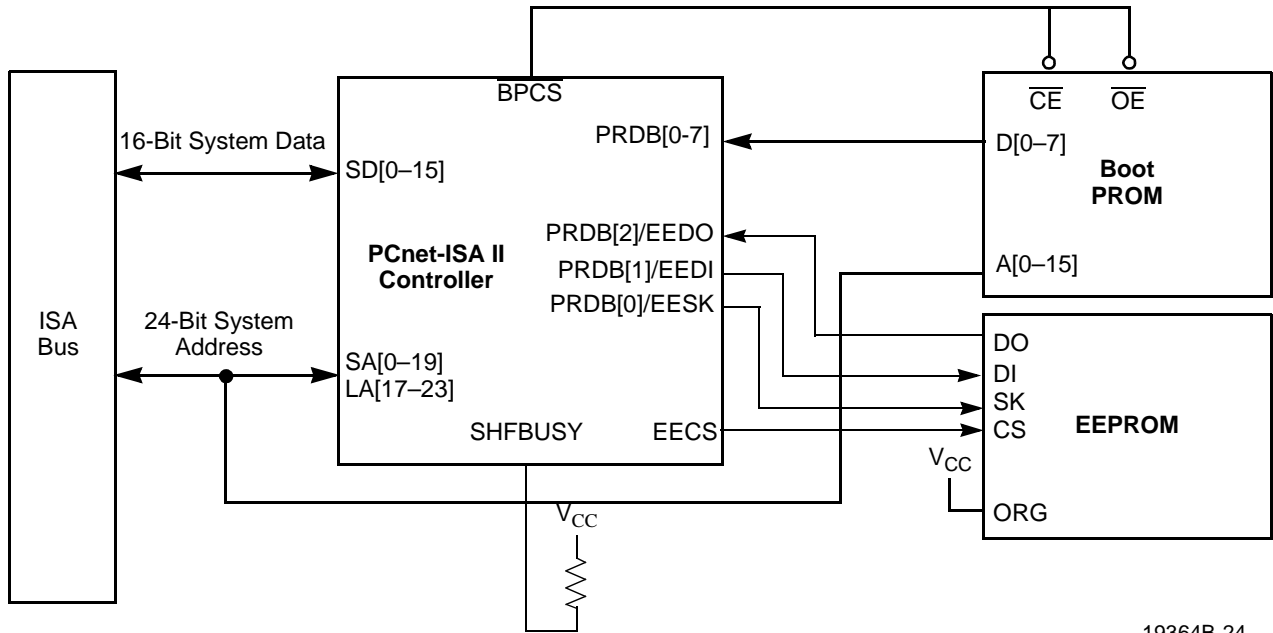 BPCS
CE OE
PRDB[0-7]
D[0–7]
16-Bit System Data
SD[0–15]
Boot
PROM
PRDB[2]/EEDO
PCnet-ISA II
Controller
PRDB[1]/EEDI
A[0–15]
PRDB[0]/EESK
ISA
Bus
24-Bit System
Address
DO
SA[0–19]
DI
LA[17–23]
SK
SHFBUSY
EECS
CS
EEPROM
VCC
ORG
VCC
19364B-24